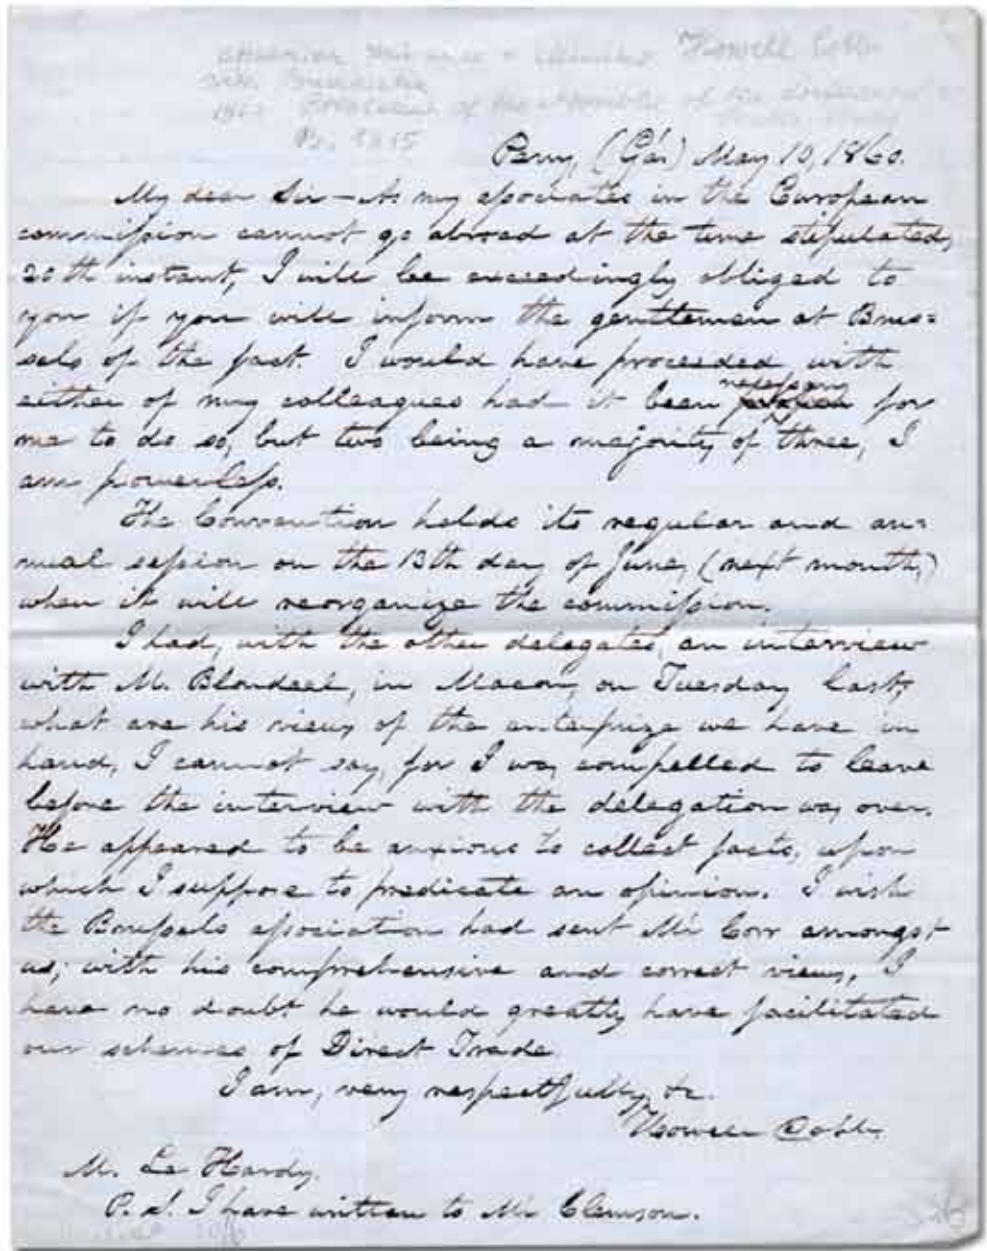 Howell Cobb
1860 President of the
Perry, (Ga.) May 10, 1860.
My dear Sir — As my associates in the European
commission cannot go abroad at the time stipulated,
20th instant, I will be exceedingly obliged to
you if you will inform the gentlemen at Brus=
sels of the fact. I would have proceeded with
necessary
either of my colleagues had it been for
me to do so, but two being a majority of three, I
am powerless.
The Convention holds its regular and an=
nual session on the 13th day of June, (next month,)
when it will reorganize the commission.
I had, with the other delegates, an interview
with M. Blondeel, in Macon, on Tuesday last;
what are his views of the enterprize we have in
hand, I cannot say, for I was compelled to leave
before the interview with the delegation was over.
He appeared to be anxious to collect facts, upon
which I suppose to predicate an opinion. I wish
the Brussels association had sent Mr Corr amongst
us; with his comprehensive and correct views, I
have no doubt he would greatly have facilitated
our schemes of Direct Trade.
I am, very respectfully, &c.
Howell Cobb.
M. Le Hardy.
P. S. I have written to Mr Clemson.